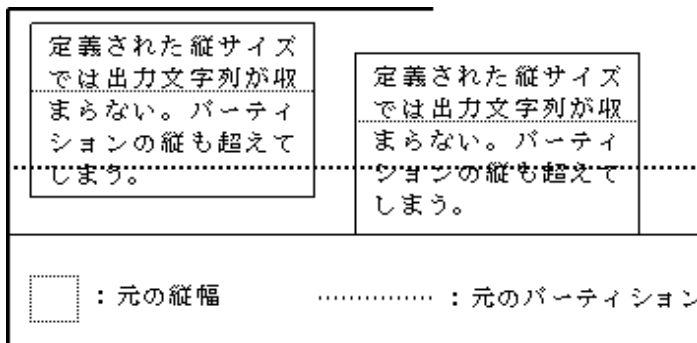 定義された縦サイズ
では出力文字列が収
まらない。パーティ
ションの縦も超えて
しまう。
定義された縦サイズ
では出力文字列が収
まらない。パーティ
ションの縦も超えて
しまう。
：元の縦幅
：元のパーティション